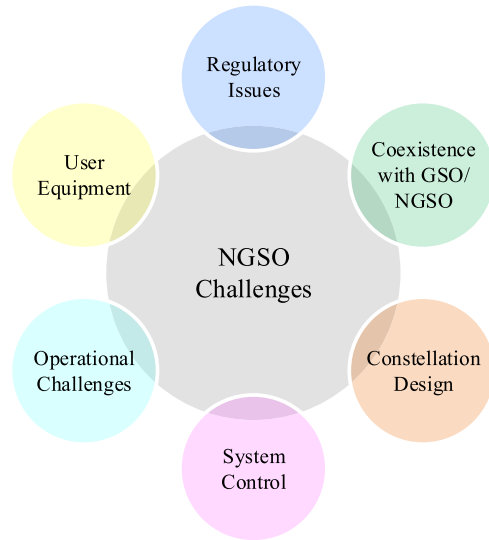 Regulatory
Issues
Coexistence
with GSO/
NGSO
User
Equipment
NGSO
Challenges
Operational
Challenges
Constellation
Design
System
Control